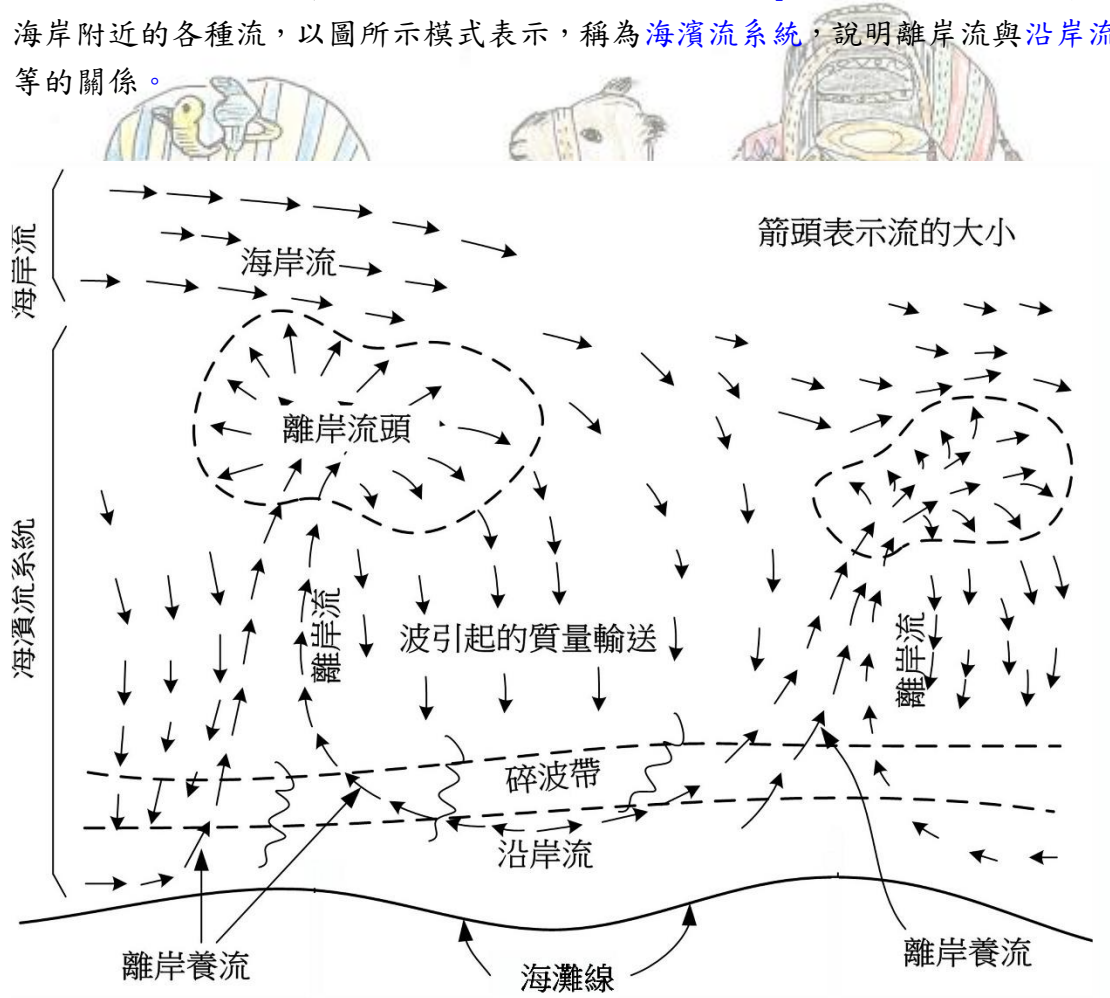 海岸附近的各種流，以圖所示模式表示，稱為海濱流系統，說明離岸流與沿岸流
等的關係。
箭頭表示流的大小
海岸流
海岸流
離岸流頭
海濱流系統
離岸流
波引起的質量輸送
離岸流
碎波帶
沿岸流
離岸養流
海灘線
離岸養流